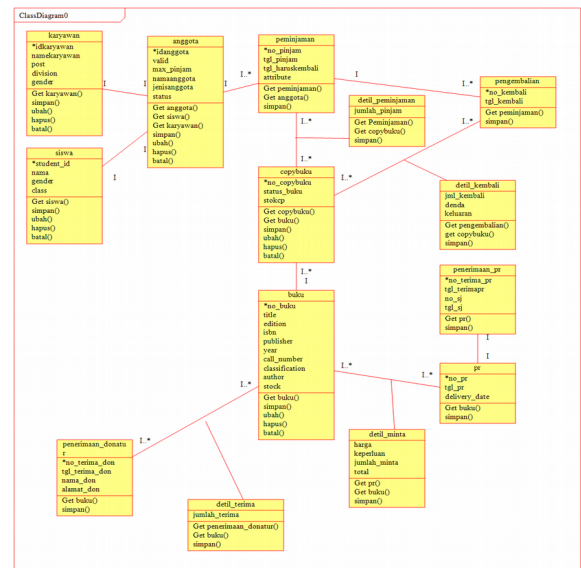 ClassDiagram0
karyawan
*idkaryawan
namekaryawan
post
division
gender
Get karyawan()
simpan()
ubah()
hapus()
batal()
I
I
anggota
*idanggota
valid
max_pinjam
namaanggota
jenisanggota
status
Get anggota()
Get siswa()
Get karyawan()
simpan()
ubah()
hapus()
batal()
I
I
I
I..*
peminjaman
*no_pinjam
tgl_pinjam
tgl_haruskembali
attribute
Get peminjaman()
Get anggota()
simpan()
I
I..*
I..*
I..*
detil_peminjaman
jumlah_pinjam
Get Peminjaman()
Get copybuku()
simpan()
pengembalian
*no_kembali
tgl_kembali
Get peminjaman()
simpan()
I..*
siswa
*student_id
nama
gender
class
Get siswa()
simpan()
ubah()
hapus()
batal()
copybuku
*no_copybuku
status_buku
stokcp
Get copybuku()
Get buku()
simpan()
ubah()
hapus()
batal()
I..*
I..*
I
detil_kembali
jml_kembali
denda
keluaran
Get pengembalian()
get copybuku()
simpan()
penerimaan_pr
*no_terima_pr
tgl_terimapr
no_sj
tgl_sj
Get pr()
simpan()
I
I
buku
*no_buku
title
edition
isbn
publisher
year
call_number
classification
author
stock
Get buku()
simpan()
ubah()
hapus()
batal()
I..*
I..*
I..*
pr
*no_pr
tgl_pr
delivery_date
Get buku()
simpan()
penerimaan_donatu
r
*no_terima_don
tgl_terima_don
nama_don
alamat_don
Get buku()
simpan()
I..*
detil_minta
harga
keperluan
jumlah_minta
total
Get pr()
Get buku()
simpan()
detil_terima
jumlah_terima
Get penerimaan_donatur()
Get buku()
simpan()